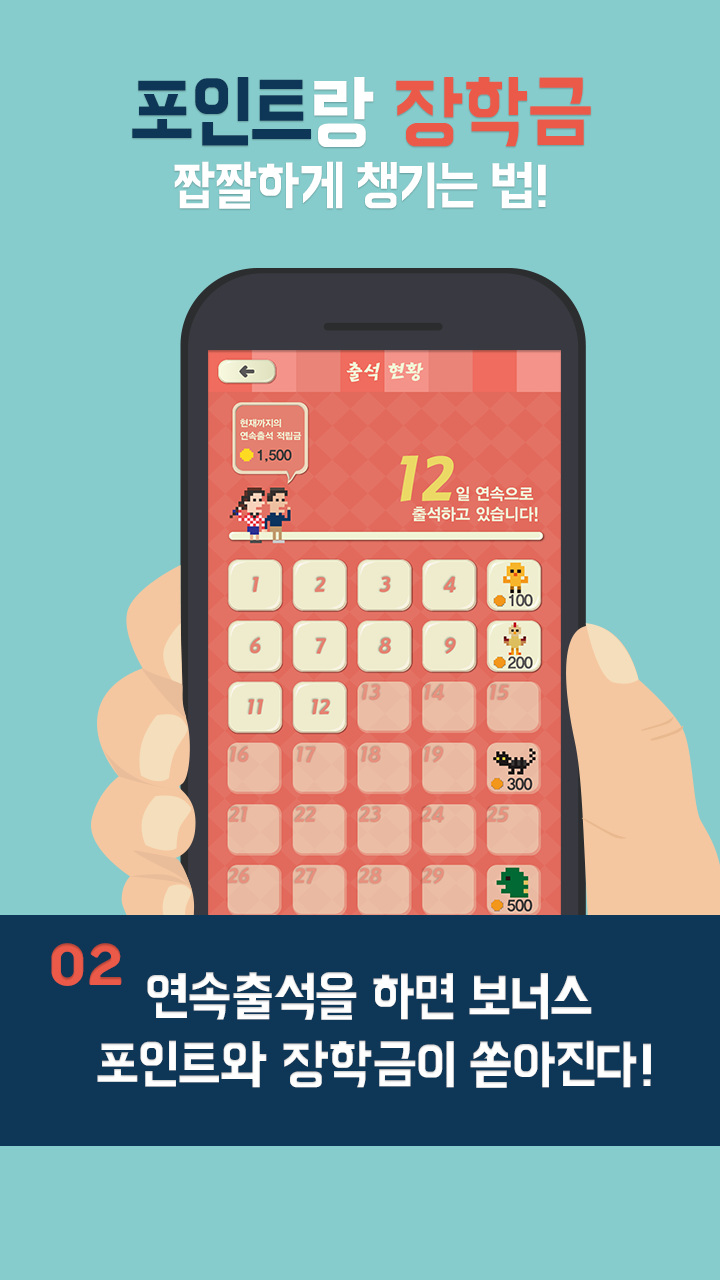 포인트랑 장학금
짭짤하게 챙기는 법!
출석 현황
현재까지의
연속출석 적립금
1,500
12일 연속으로
출석하고 있습니다!
1 2 3 4 100
6 7 8 9 200
11 12 13 14 15
16 17 18 19 300
21 22 23 24 25
26 27 28 29 500
02 연속출석을 하면 보너스
포인트와 장학금이 쏟아진다!